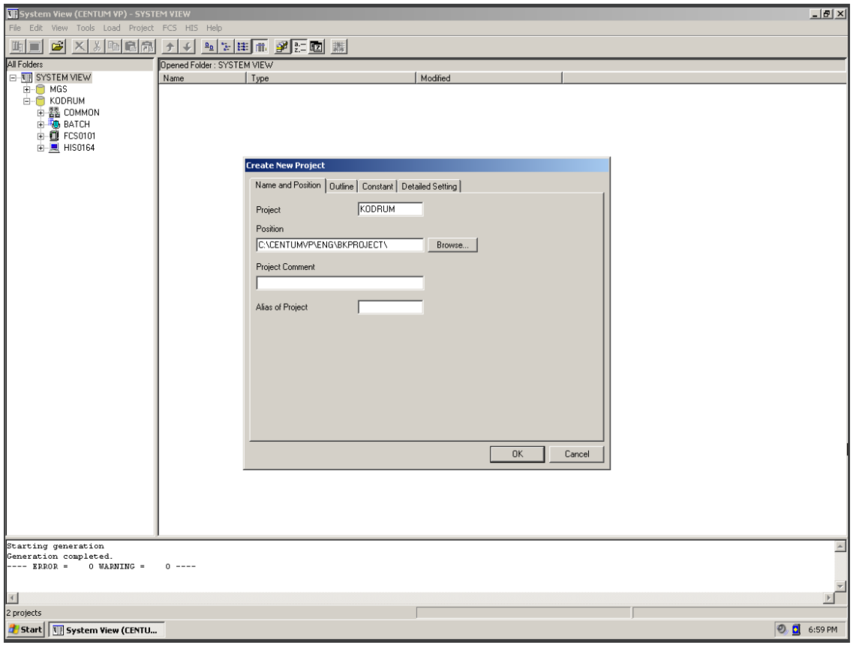 System View (CENTUM VP) - SYSTEM VIEW
File Edit View Tools Load Project FCS HIS Help
All Folders
Opened Folder : SYSTEM VIEW
Name Type Modified
SYSTEM VIEW
MGS
KODRUM
COMMON
BATCH
FCS0101
HIS0164
Create New Project
Name and Position Outline Constant Detailed Setting
Project KODRUM
Position
C:\CENTUMVP\ENG\BKPROJECT\ Browse...
Project Comment
Alias of Project
OK Cancel
Starting generation
Generation completed.
---- ERROR = 0 WARNING = 0 ----
2 projects
Start System View (CENTU... 6:59 PM